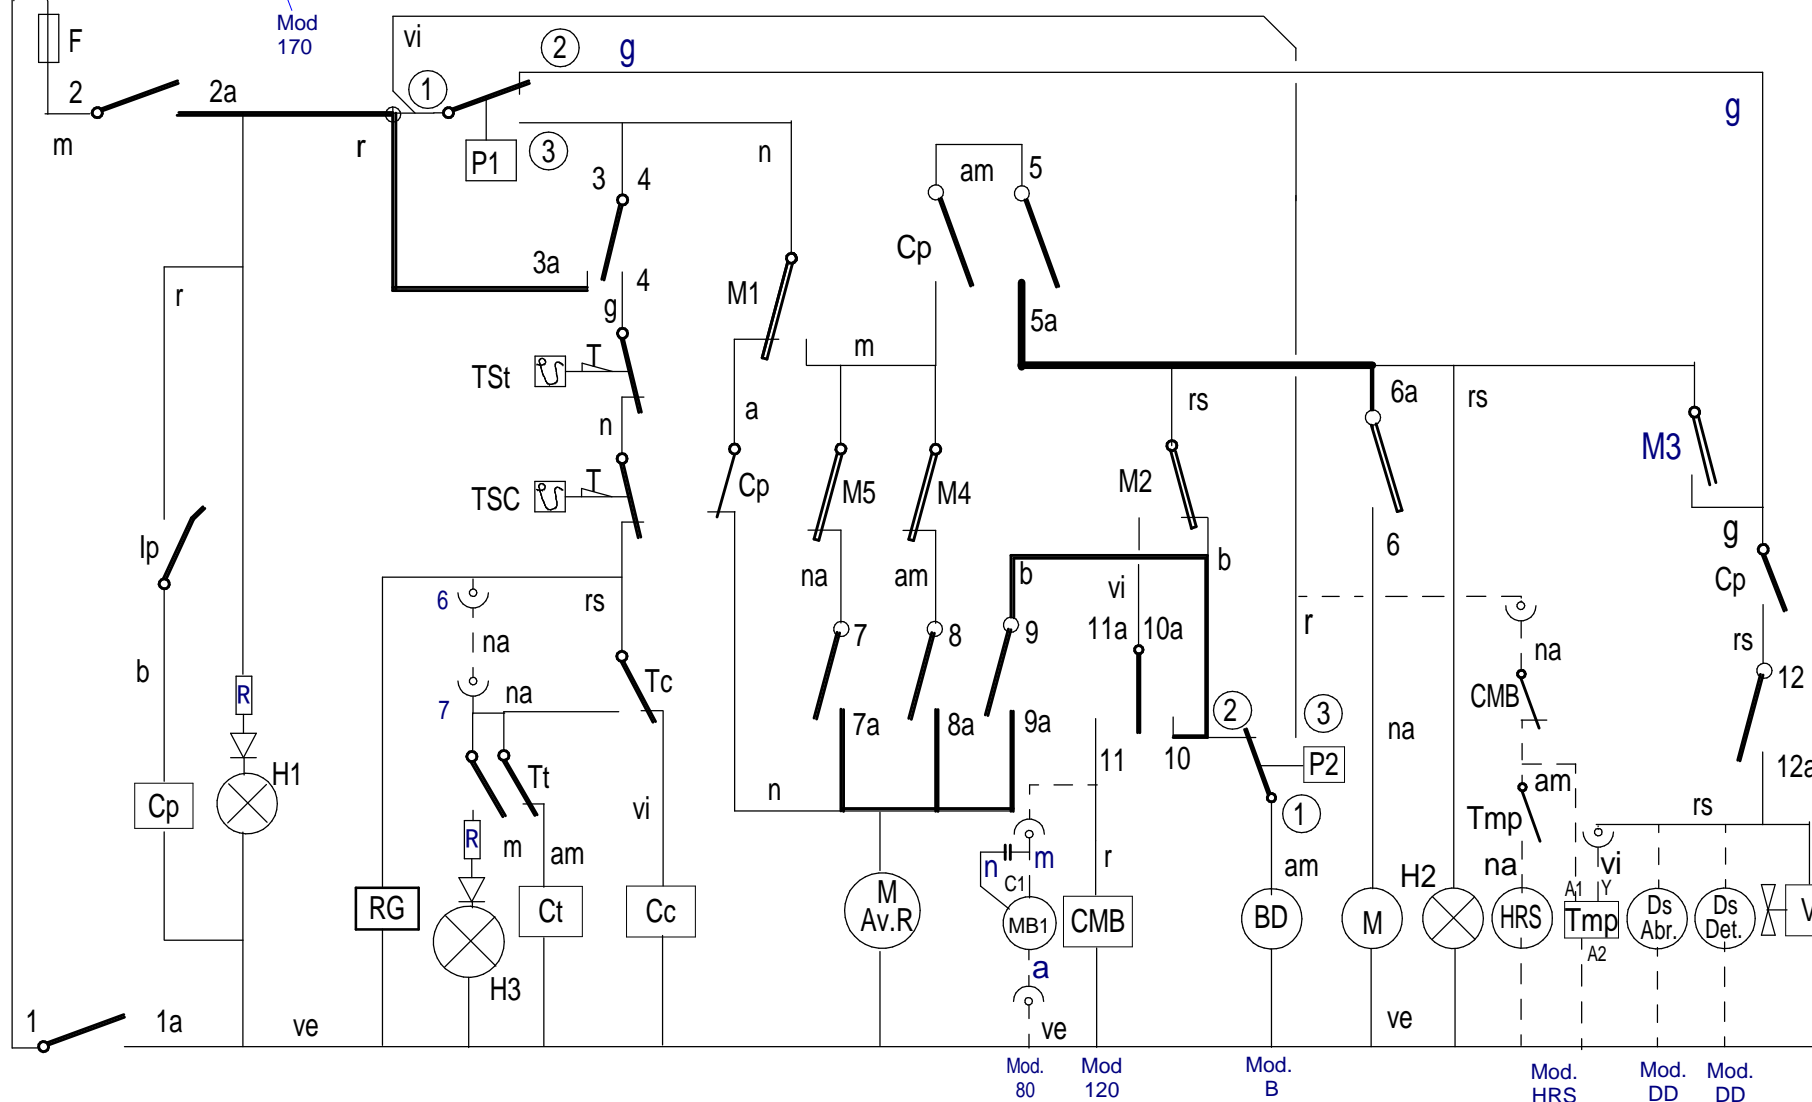 Mod
170
F
vi
2
g
2
2a
1
m
r
P1
3
n
g
3
4
am
5
3a
4
Cp
M1
g
5a
r
m
TSt
T
rs
6a
rs
a
n
M3
TSC
T
Cp
M5
M4
M2
g
Ip
6
b
Cp
na
am
b
vi
6
rs
r
na
7
8
9
11a
10a
na
rs
b
Tc
CMB
12
7
na
2
3
R
7a
8a
9a
na
11
10
P2
12a
H1
Tt
am
Cp
n
1
rs
vi
Tmp
R
m
am
n
m
r
am
na
vi
C1
H2
A1
Y
RG
Ct
Cc
M
Av.R
MB1
CMB
BD
M
HRS
Tmp
Ds
Abr.
Ds
Det.
V
A2
a
H3
1
1a
ve
ve
ve
Mod.
80
Mod
120
Mod.
B
Mod.
HRS
Mod.
DD
Mod.
DD